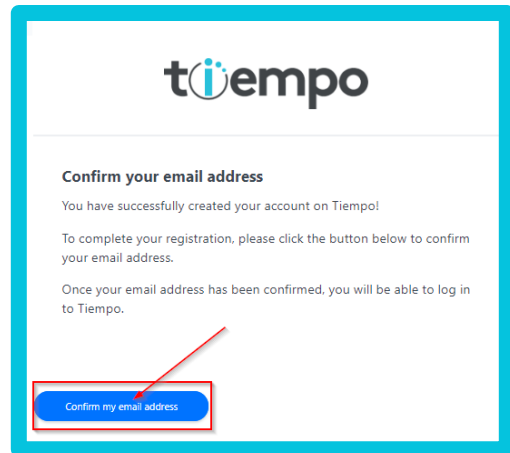 tiempo
Confirm your email address
You have successfully created your account on Tiempo!
To complete your registration, please click the button below to confirm
your email address.
Once your email address has been confirmed, you will be able to log in
to Tiempo.
Confirm my email address